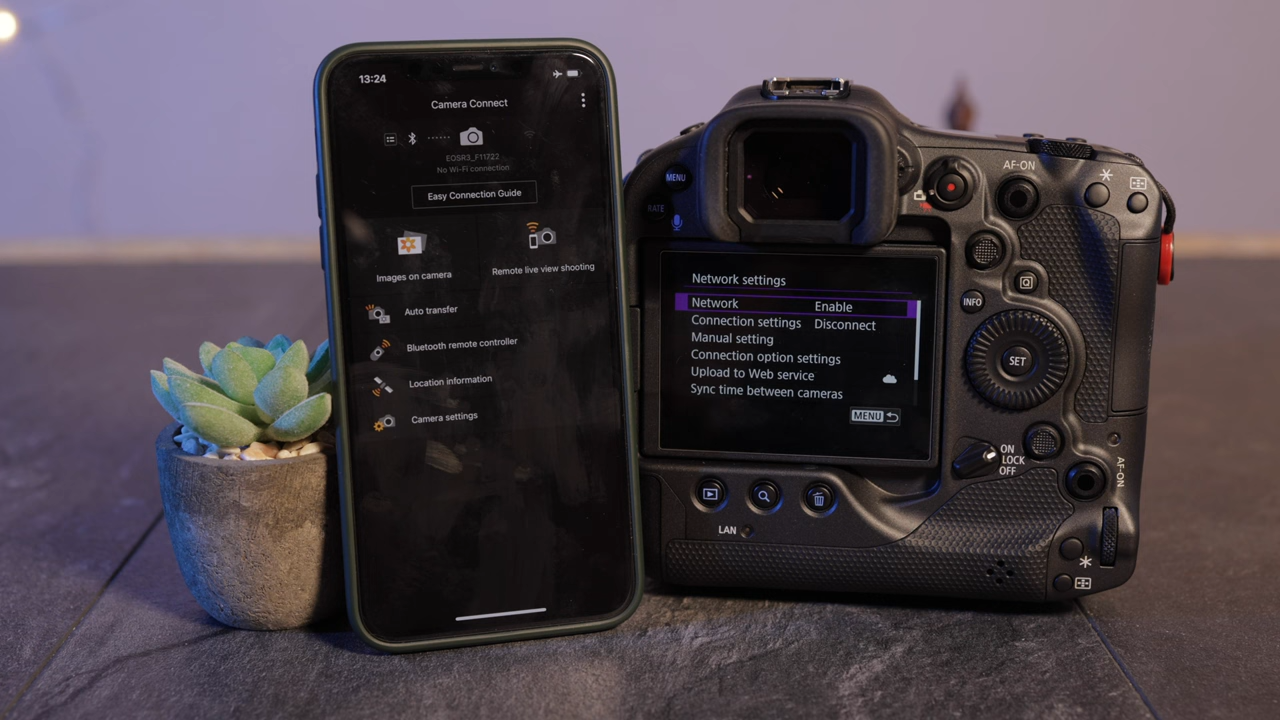 13:24
Camera Connect
EOSR3_F11722
No Wi-Fi connection
Easy Connection Guide
Images on camera
Remote live view shooting
Auto transfer
Bluetooth remote controller
Location information
Camera settings
MENU
RATE
AF-ON
Network settings
Network Enable
Connection settings Disconnect
Manual setting
Connection option settings
Upload to Web service
Sync time between cameras
MENU
INFO
Q
SET
ON
LOCK
OFF
AF-ON
LAN